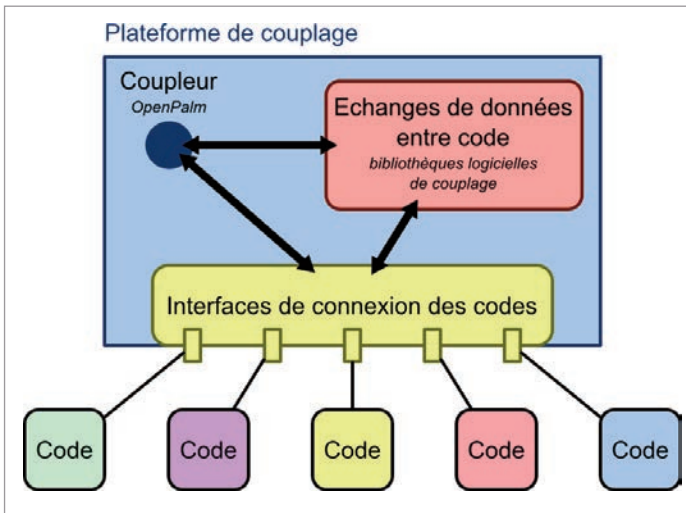 Plateforme de couplage
Coupleur
OpenPalm
Echanges de données
entre code
bibliothèques logicielles
de couplage
Interfaces de connexion des codes
Code
Code
Code
Code
Code